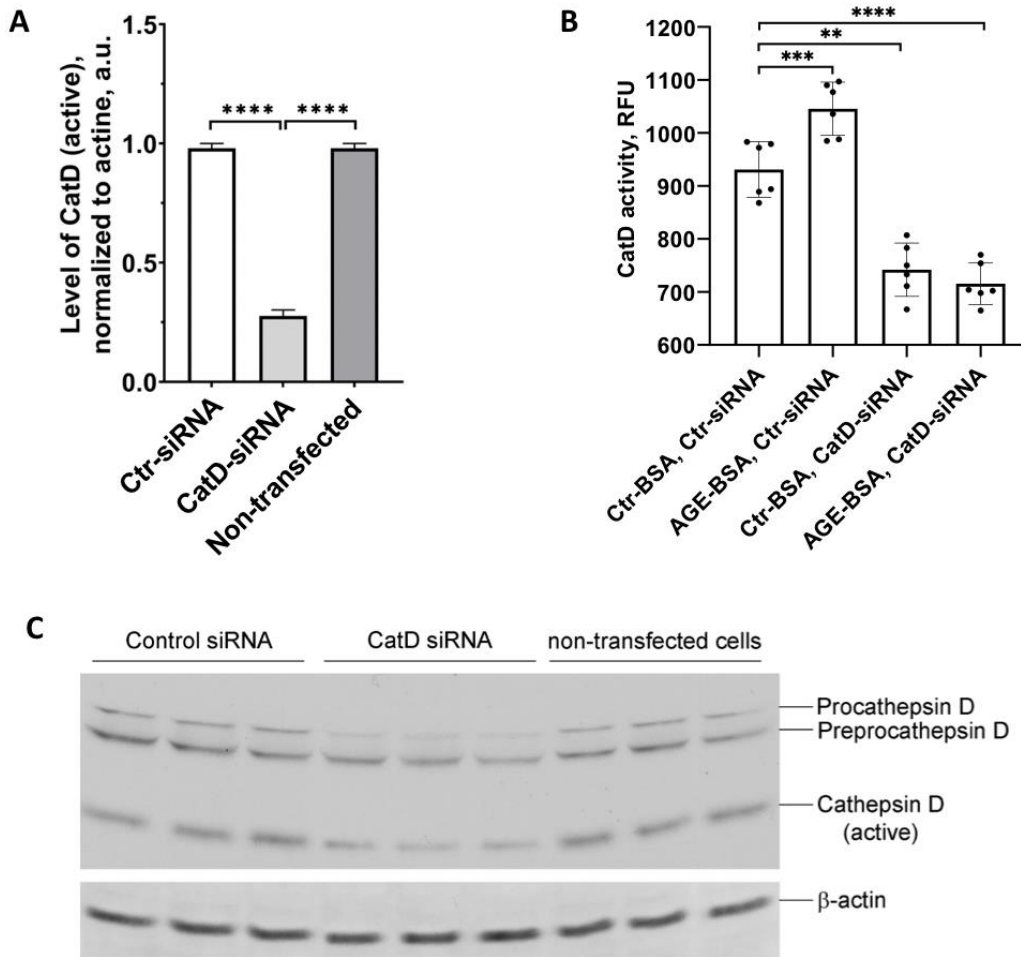 A
Level of CatD (active),
normalized to actine, a.u.
1.5
1.0
0.5
0.0
****
****
Ctr-siRNA
CatD-siRNA
Non-transfected
B
CatD activity, RFU
1200
1100
1000
900
800
700
600
****
**
***
Ctr-BSA, Ctr-siRNA
AGE-BSA, Ctr-siRNA
Ctr-BSA, CatD-siRNA
AGE-BSA, CatD-siRNA
C
Control siRNA
CatD siRNA
non-transfected cells
Procathepsin D
Preprocathepsin D
Cathepsin D
(active)
β-actin